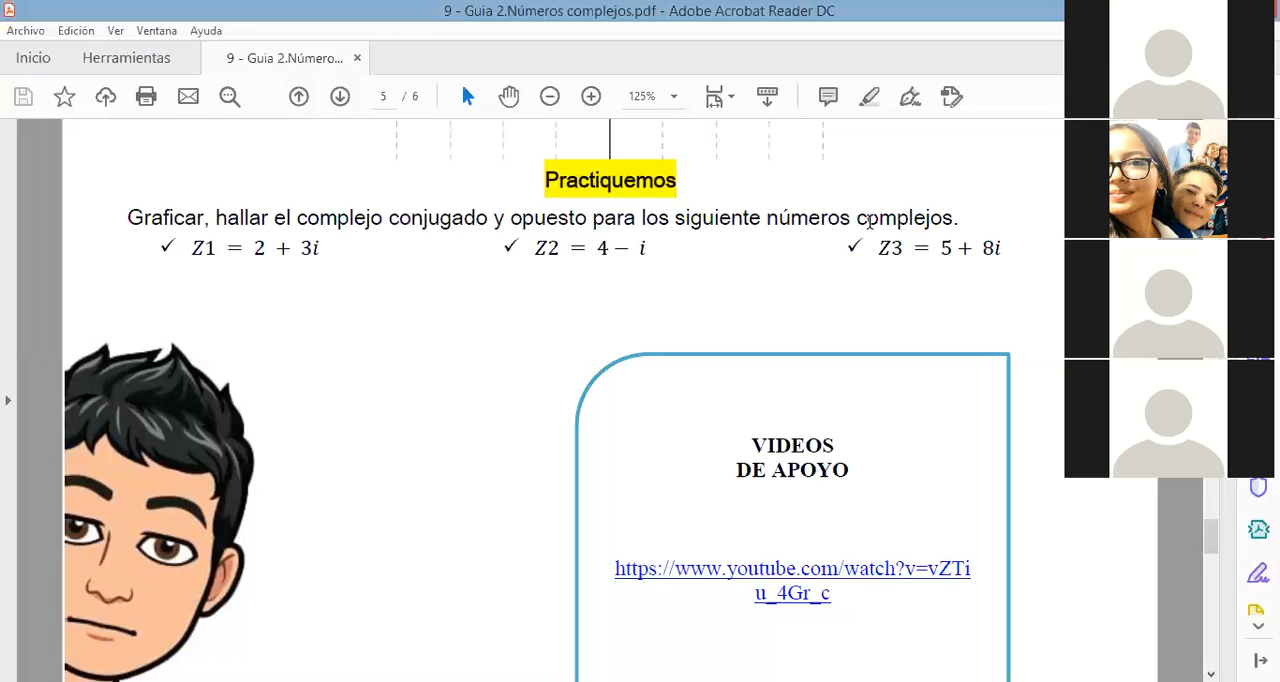 9 - Guia 2.Números complejos.pdf - Adobe Acrobat Reader DC
Archivo Edición Ver Ventana Ayuda
Inicio Herramientas 9 - Guia 2.Número... ×
5 / 6 125%
Practiquemos
Graficar, hallar el complejo conjugado y opuesto para los siguiente números complejos.
✓ Z1 = 2 + 3i ✓ Z2 = 4 − i ✓ Z3 = 5 + 8i
VIDEOS
DE APOYO
https://www.youtube.com/watch?v=vZTi
u_4Gr_c